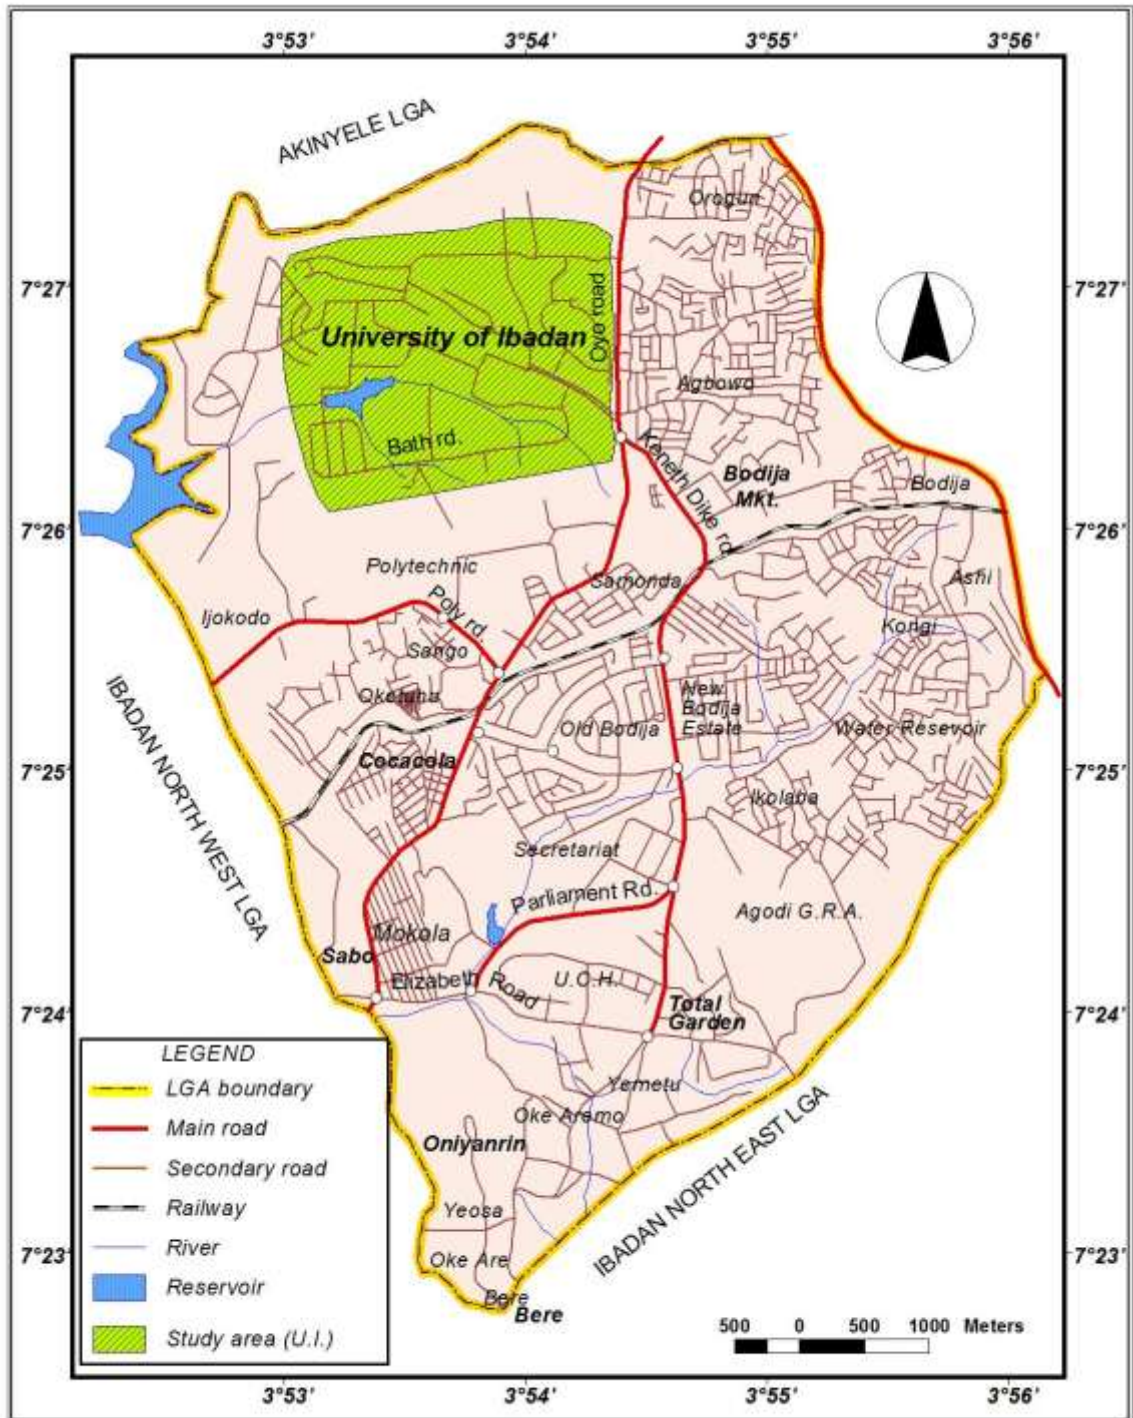 3°53'
3°54'
3°55'
3°56'
AKINYELE LGA
Orogun
7°27'
7°27'
University of Ibadan
Oyo road
Agbowo
Bath rd.
Keneth Dike rd
Bodija
Mkt.
Bodija
7°26'
7°26'
Polytechnic
Samonda
Ashi
Ijokodo
Poly rd
Kongi
Sango
IBADAN NORTH WEST LGA
Okeluna
New
Bodija
Estate
Old Bodija
Water Resevoir
Cocacola
7°25'
7°25'
Ikolaba
Secretariat
Parliament Rd.
Agodi G.R.A.
Mokola
Sabo
Elizabeth Road
U.C.H.
Total
Garden
7°24'
7°24'
Yemetu
Oke Aremo
Oniyanrin
IBADAN NORTH EAST LGA
Yeosa
7°23'
7°23'
Oke Are
Bere
Bere
LEGEND
LGA boundary
Main road
Secondary road
Railway
River
Reservoir
Study area (U.I.)
500 0 500 1000 Meters
3°53'
3°54'
3°55'
3°56'